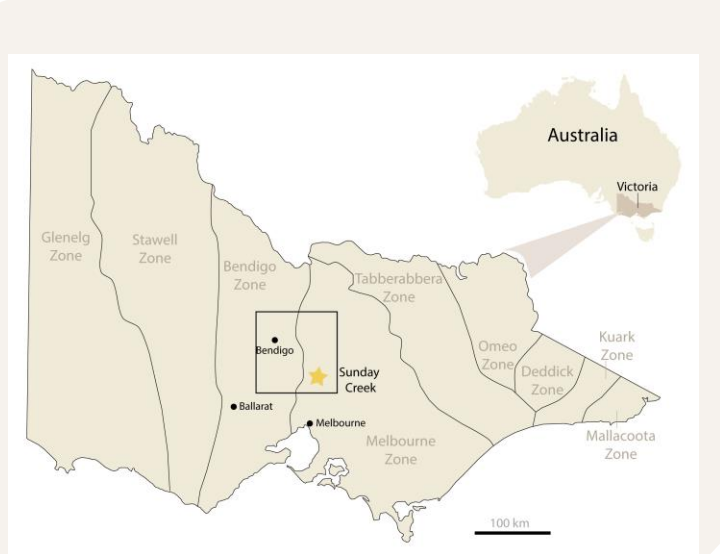 Australia
Victoria
Glenelg
Zone
Stawell
Zone
Bendigo
Zone
Tabberabbera
Zone
Omeo
Zone
Deddick
Zone
Kuark
Zone
Bendigo
Sunday
Creek
Ballarat
Melbourne
Melbourne
Zone
Mallacoota
Zone
100 km